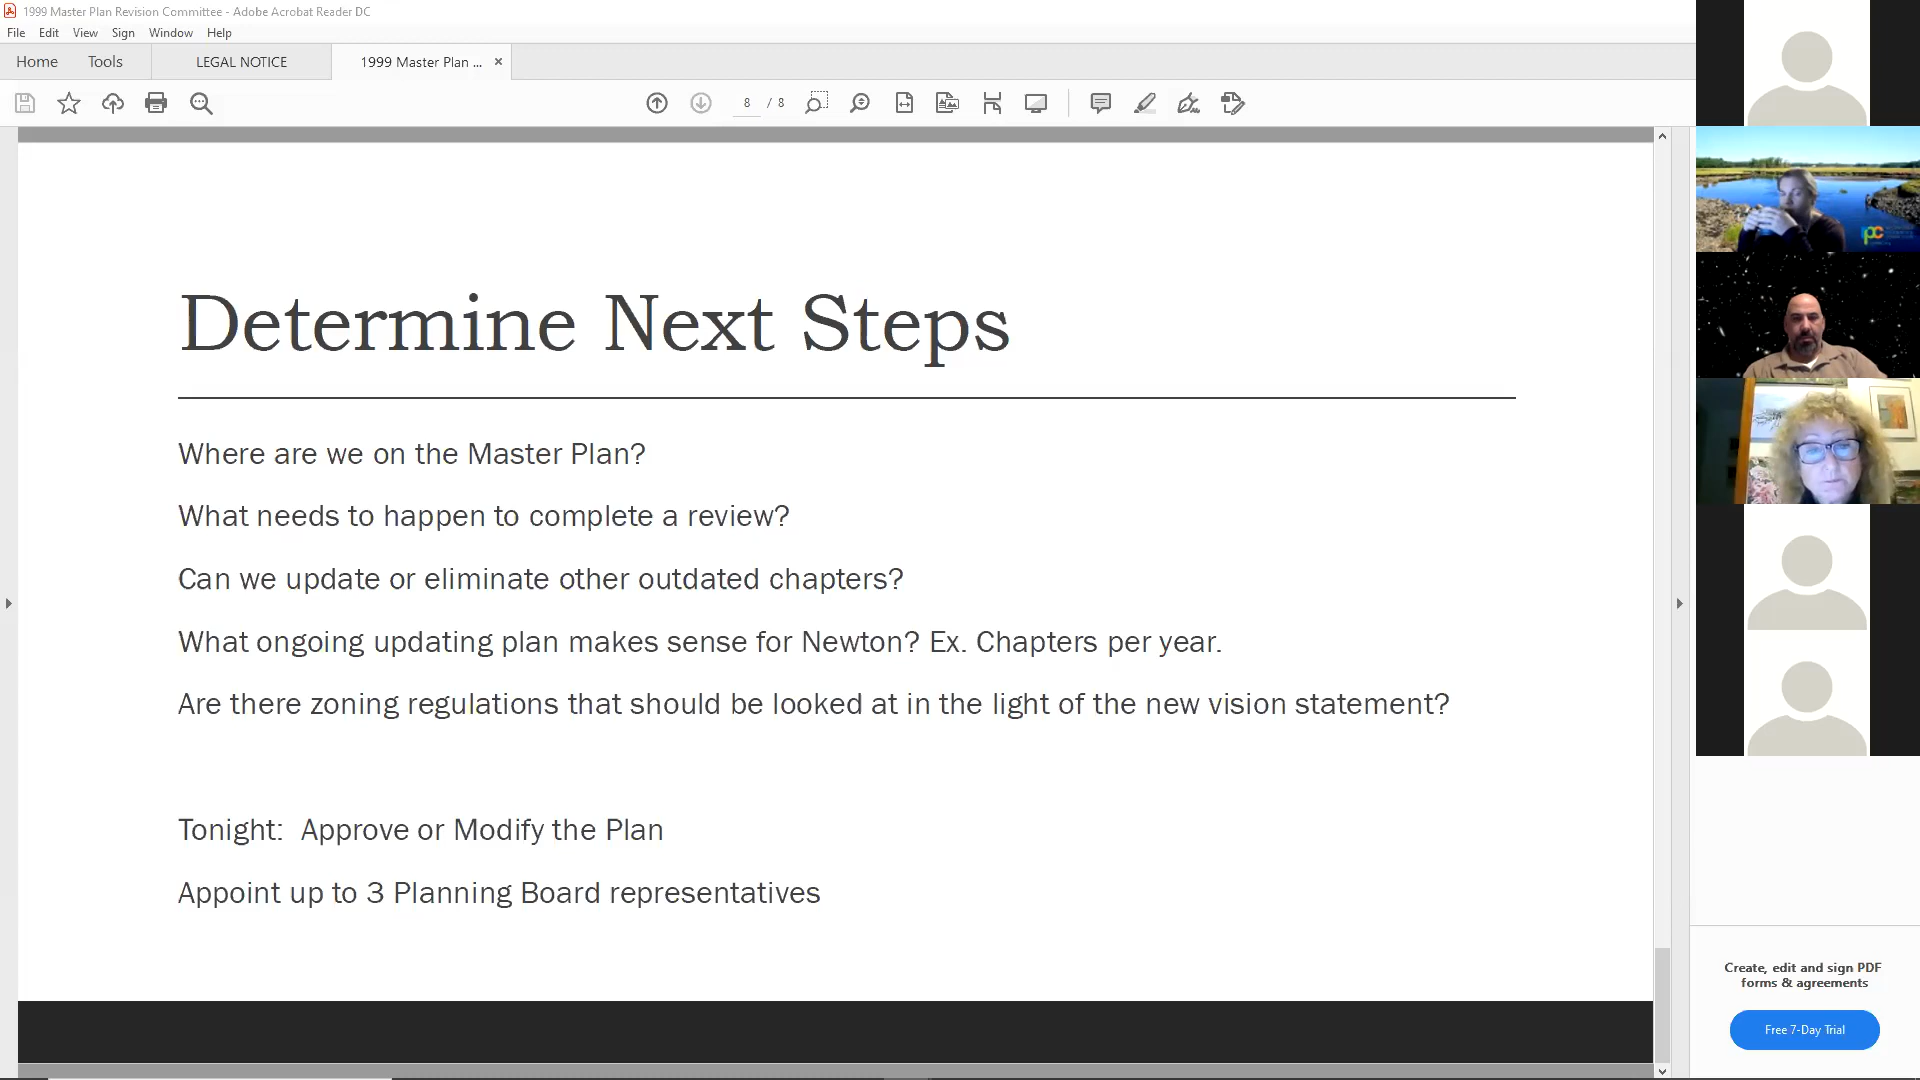 1999 Master Plan Revision Committee - Adobe Acrobat Reader DC
File Edit View Sign Window Help
Home Tools LEGAL NOTICE 1999 Master Plan ... ×
8 / 8
Determine Next Steps
Where are we on the Master Plan?
What needs to happen to complete a review?
Can we update or eliminate other outdated chapters?
What ongoing updating plan makes sense for Newton? Ex. Chapters per year.
Are there zoning regulations that should be looked at in the light of the new vision statement?
Tonight: Approve or Modify the Plan
Appoint up to 3 Planning Board representatives
pc
Create, edit and sign PDF
forms & agreements
Free 7-Day Trial